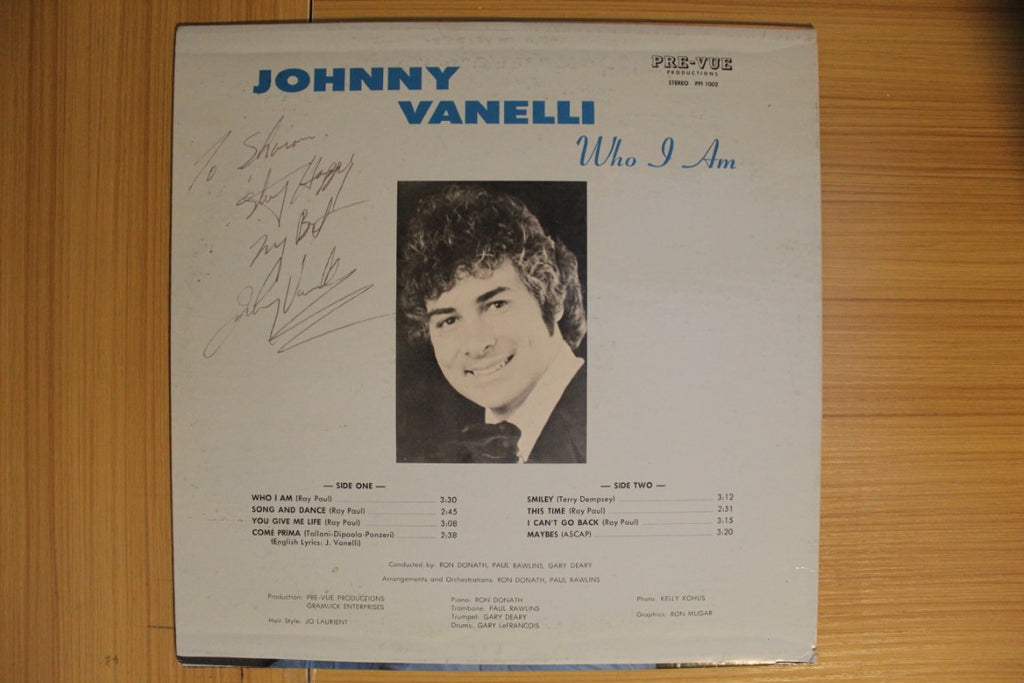 PRE-VUE
PRODUCTIONS
STEREO PPI 1002
JOHNNY
VANELLI
Who I Am
To Sharon
Stay Happy
My Best
Johnny Vanelli
— SIDE ONE —
WHO I AM (Ray Paul) 3:30
SONG AND DANCE (Ray Paul) 2:45
YOU GIVE ME LIFE (Ray Paul) 3:08
COME PRIMA (Tallani-Dipaola-Panzeri) 2:38
(English Lyrics: J. Vanelli)
— SIDE TWO —
SMILEY (Terry Dempsey) 3:12
THIS TIME (Ray Paul) 2:51
I CAN'T GO BACK (Ray Paul) 3:15
MAYBES (ASCAP) 3:20
Conducted by: RON DONATH, PAUL RAWLINS, GARY DEARY
Arrangements and Orchestrations: RON DONATH, PAUL RAWLINS
Production: PRE-VUE PRODUCTIONS
GRAMLICK ENTERPRISES
Hair Style: JO LAURIENT
Piano: RON DONATH
Trombone: PAUL RAWLINS
Trumpet: GARY DEARY
Drums: GARY LeFRANCOIS
Photo: KELLY KOHUS
Graphics: RON MUGAR